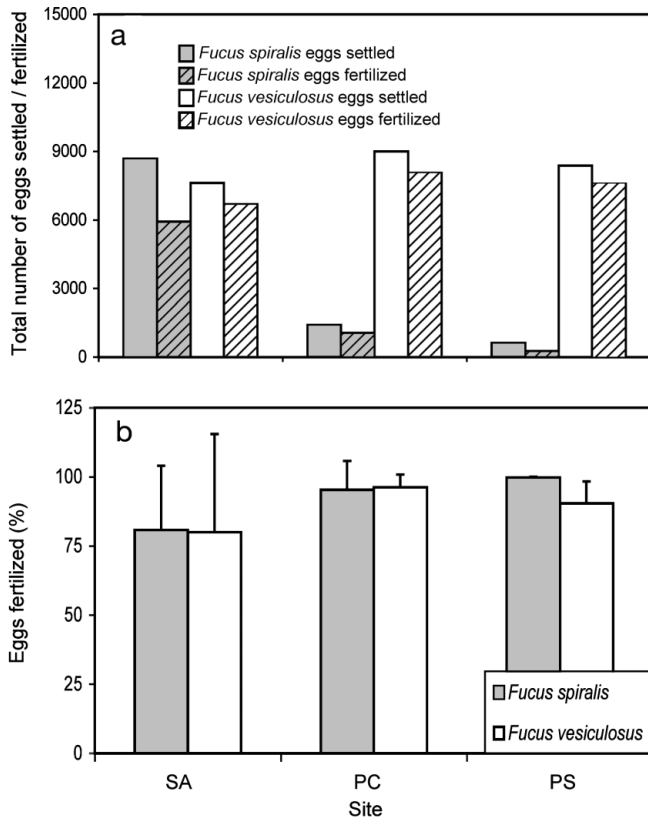 a
Total number of eggs settled / fertilized
15000
12000
9000
6000
3000
0
Fucus spiralis eggs settled
Fucus spiralis eggs fertilized
Fucus vesiculosus eggs settled
Fucus vesiculosus eggs fertilized
b
Eggs fertilized (%)
125
100
75
50
25
0
Fucus spiralis
Fucus vesiculosus
SA PC PS
Site